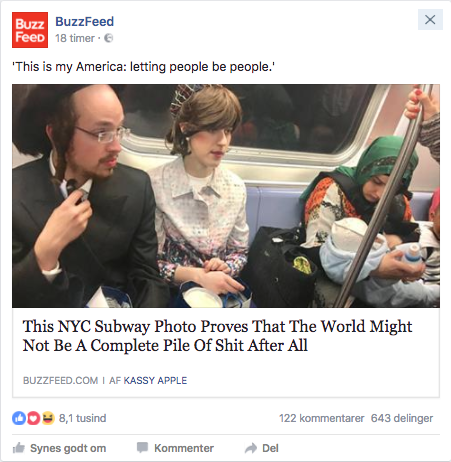 Buzz
FeeD
BuzzFeed
18 timer ·
'This is my America: letting people be people.'
This NYC Subway Photo Proves That The World Might
Not Be A Complete Pile Of Shit After All
BUZZFEED.COM | AF KASSY APPLE
8,1 tusind
122 kommentarer 643 delinger
Synes godt om
Kommenter
Del